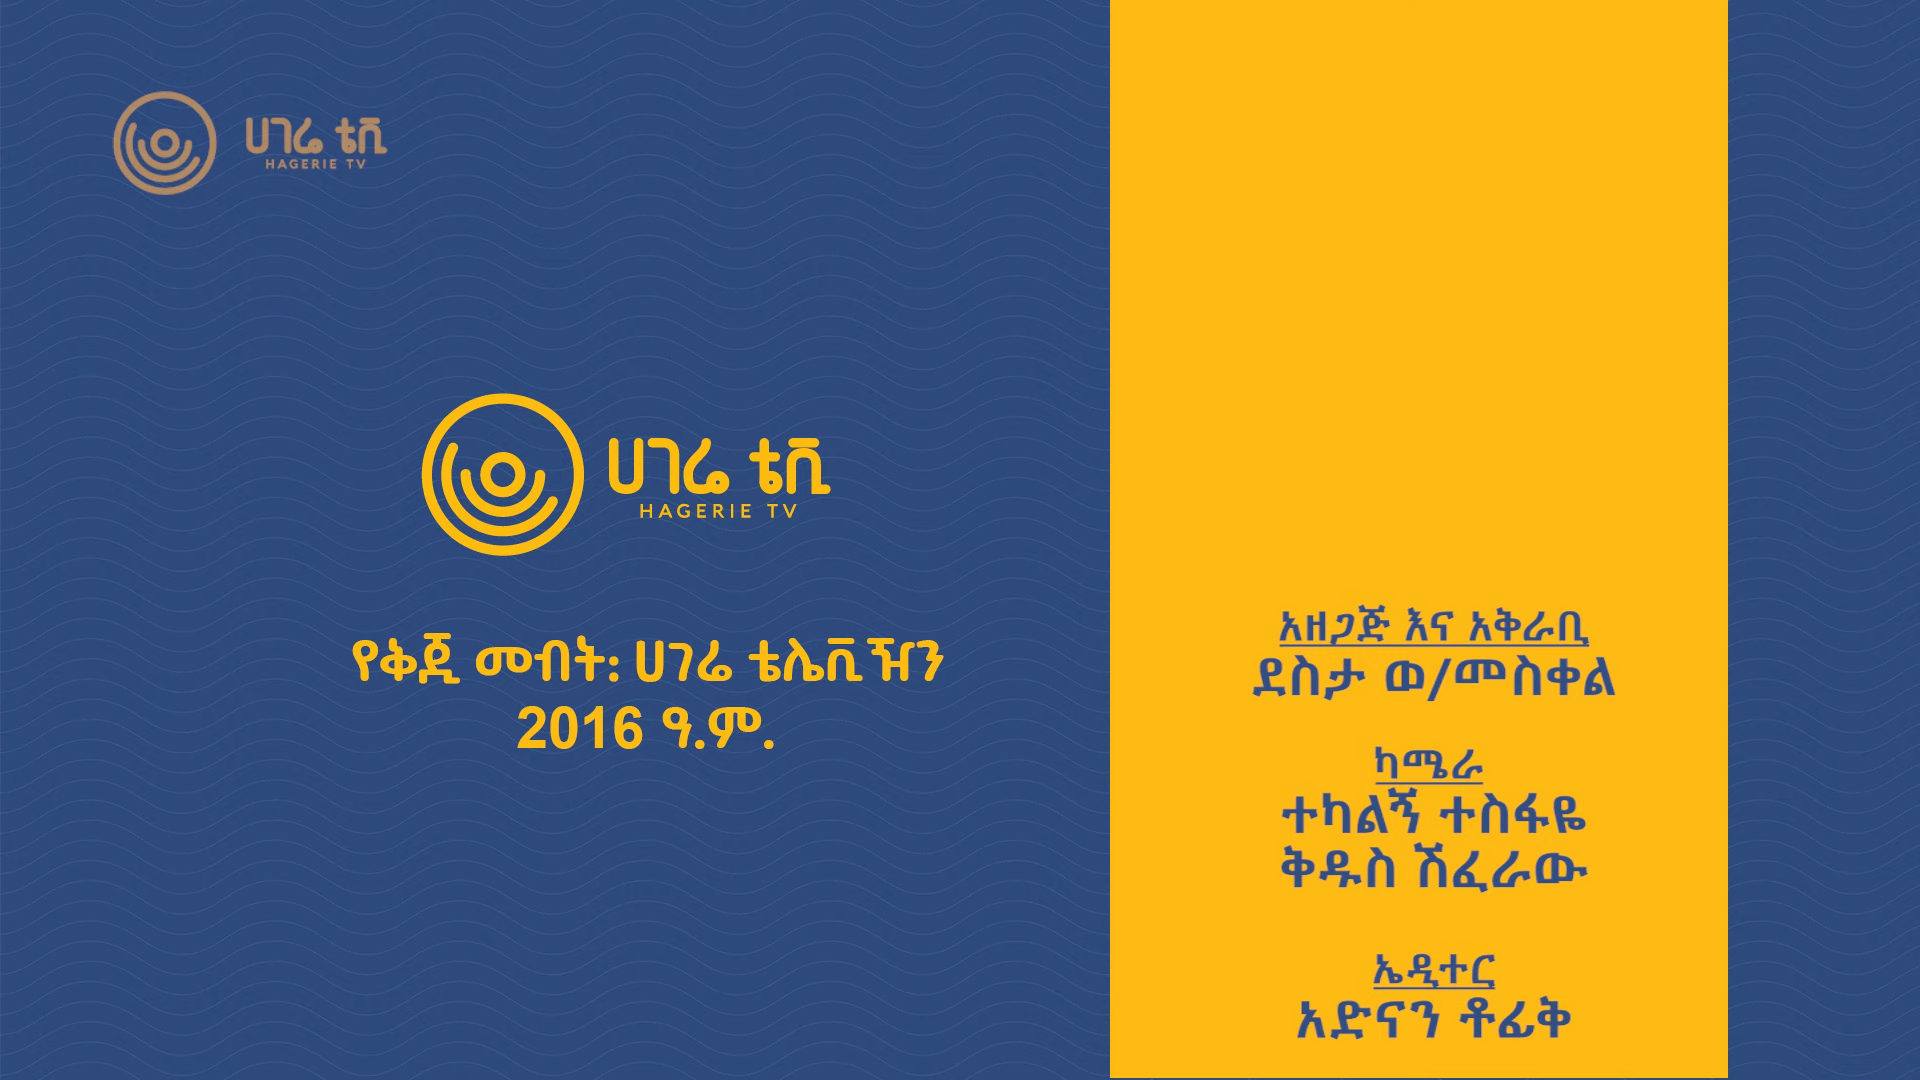 ሀገሬ ቴቪ
HAGERIE TV
ሀገሬ ቴቪ
HAGERIE TV
የቅጂ መብት: ሀገሬ ቴሌቪዥን
2016 ዓ.ም.
አዘጋጅ እና አቅራቢ
ደስታ ወ/መስቀል
ካሜራ
ተካልኝ ተስፋዬ
ቅዱስ ሽፈራው
ኤዲተር
አድናን ቶፊቅ